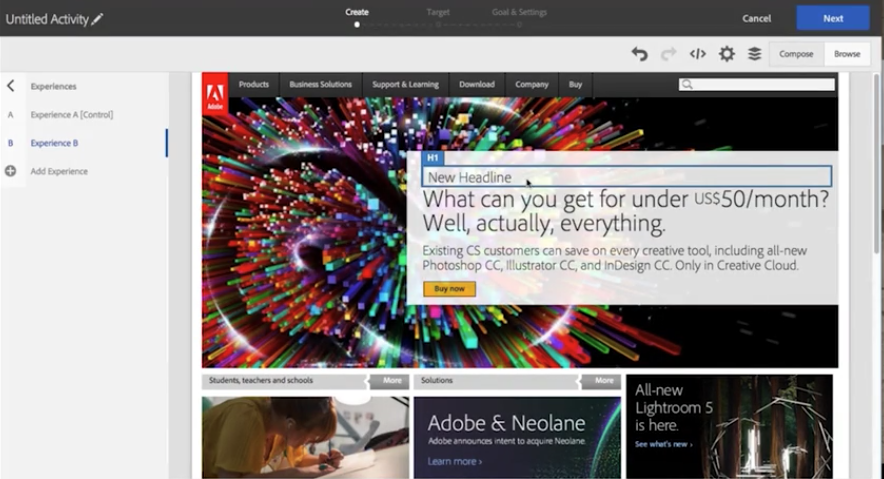 Untitled Activity
Create
Target
Goal & Settings
Cancel
Next
</>
Compose
Browse
Experiences
A Experience A [Control]
B Experience B
Add Experience
Adobe
Products
Business Solutions
Support & Learning
Download
Company
Buy
H1
New Headline
What can you get for under US$50/month?
Well, actually, everything.
Existing CS customers can save on every creative tool, including all-new
Photoshop CC, Illustrator CC, and InDesign CC. Only in Creative Cloud.
Buy now
Students, teachers and schools
More
Solutions
More
Adobe & Neolane
Adobe announces intent to acquire Neolane.
Learn more ›
All-new
Lightroom 5
is here.
See what's new ›